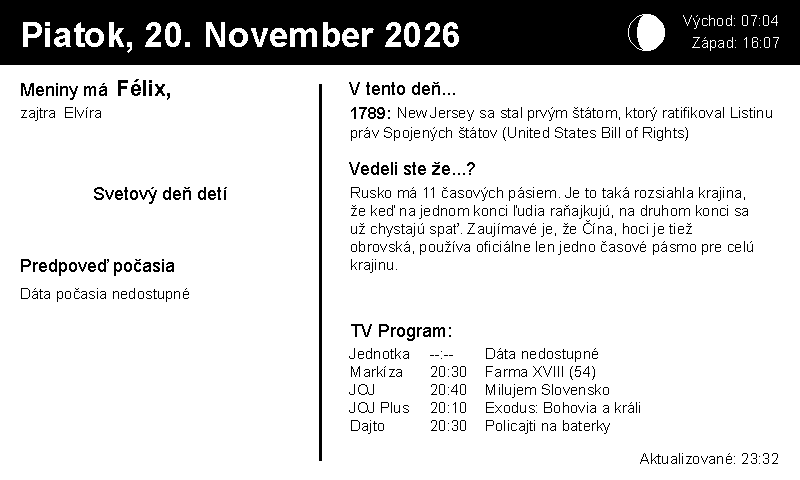 Piatok, 20. November 2026
Východ: 07:04
Západ: 16:07
Meniny má Félix,
zajtra Elvíra
Svetový deň detí
Predpoveď počasia
Dáta počasia nedostupné
V tento deň...
1789: New Jersey sa stal prvým štátom, ktorý ratifikoval Listinu
práv Spojených štátov (United States Bill of Rights)
Vedeli ste že...?
Rusko má 11 časových pásiem. Je to taká rozsiahla krajina,
že keď na jednom konci ľudia raňajkujú, na druhom konci sa
už chystajú spať. Zaujímavé je, že Čína, hoci je tiež
obrovská, používa oficiálne len jedno časové pásmo pre celú
krajinu.
TV Program:
Jednotka --:-- Dáta nedostupné
Markíza 20:30 Farma XVIII (54)
JOJ 20:40 Milujem Slovensko
JOJ Plus 20:10 Exodus: Bohovia a králi
Dajto 20:30 Policajti na baterky
Aktualizované: 23:32